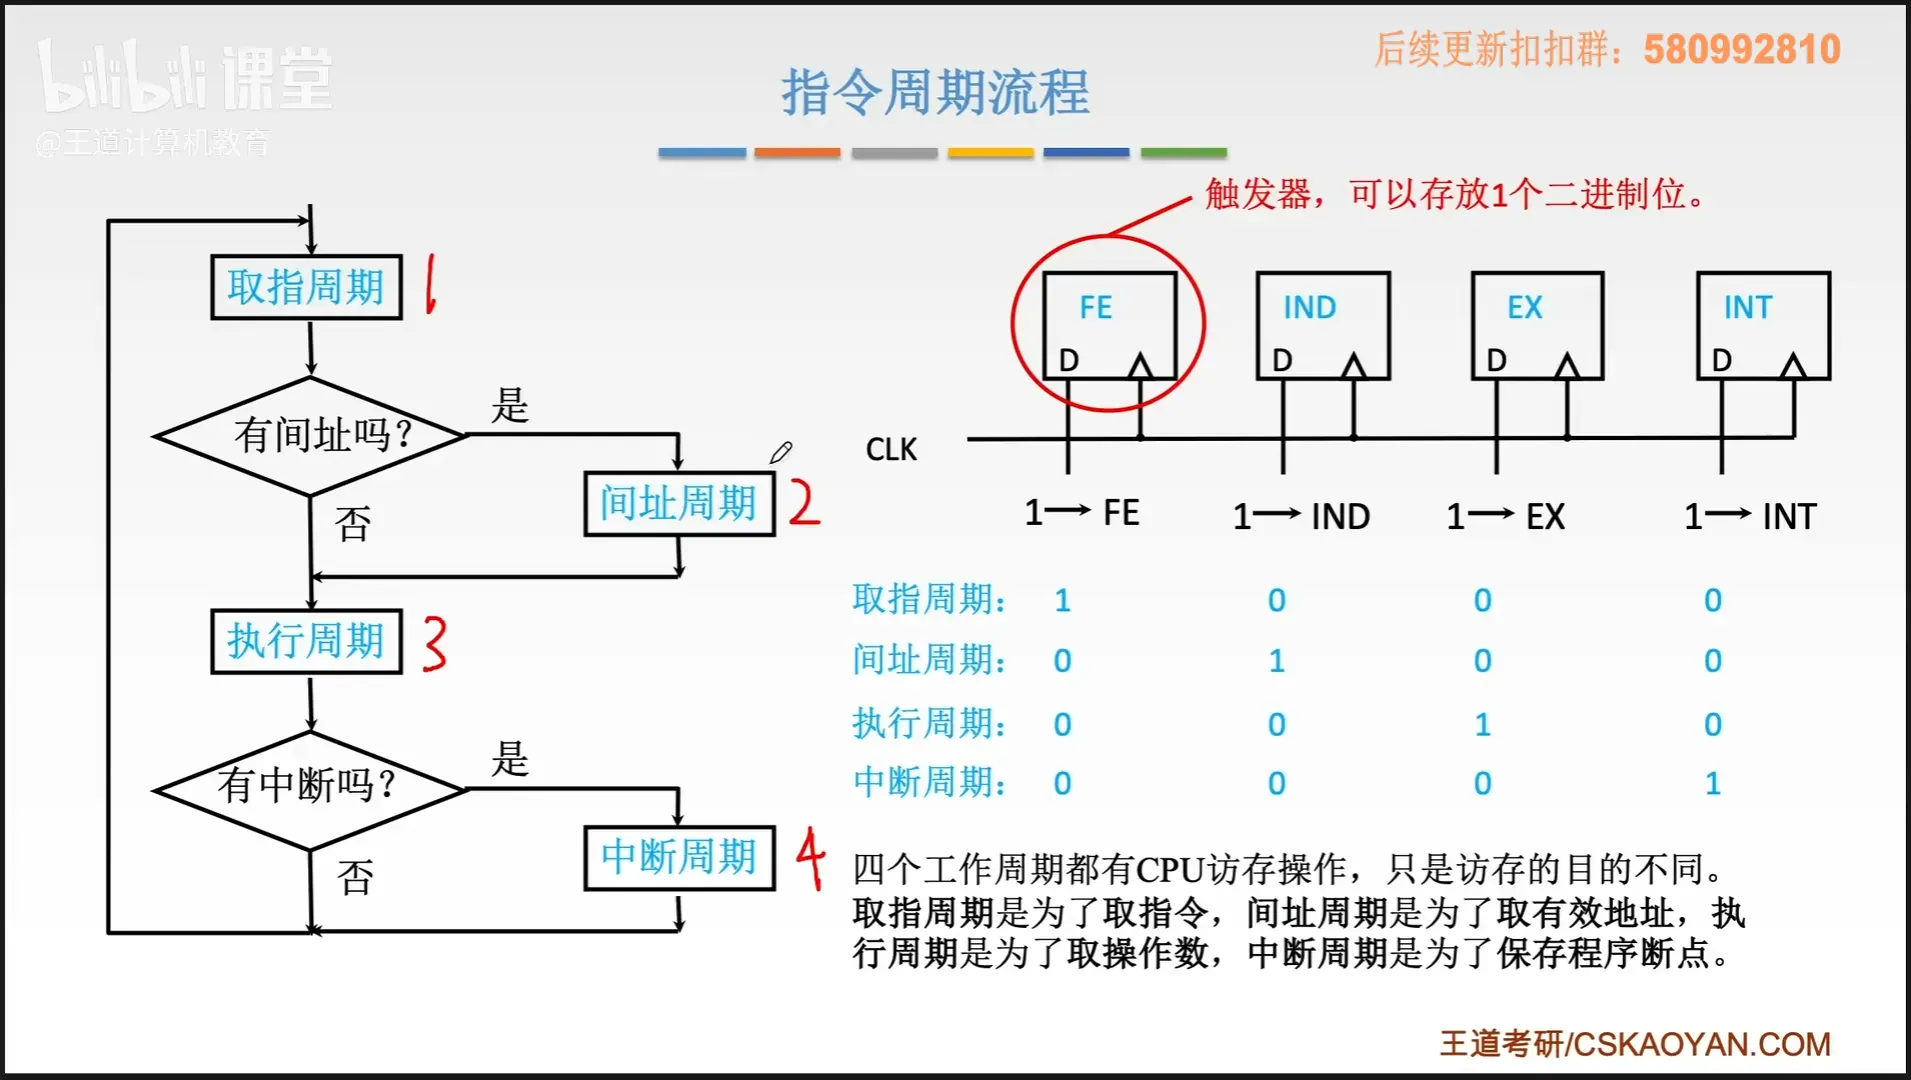 bilibili课堂
@王道计算机教育
后续更新扣扣群：580992810
指令周期流程
触发器，可以存放1个二进制位。
取指周期 1
有间址吗？
是
否
间址周期 2
执行周期 3
有中断吗？
是
否
中断周期 4
FE IND EX INT
D D D D
CLK
1→ FE 1→ IND 1→ EX 1→ INT
取指周期： 1 0 0 0
间址周期： 0 1 0 0
执行周期： 0 0 1 0
中断周期： 0 0 0 1
四个工作周期都有CPU访存操作，只是访存的目的不同。
取指周期是为了取指令，间址周期是为了取有效地址，执
行周期是为了取操作数，中断周期是为了保存程序断点。
王道考研/CSKAOYAN.COM